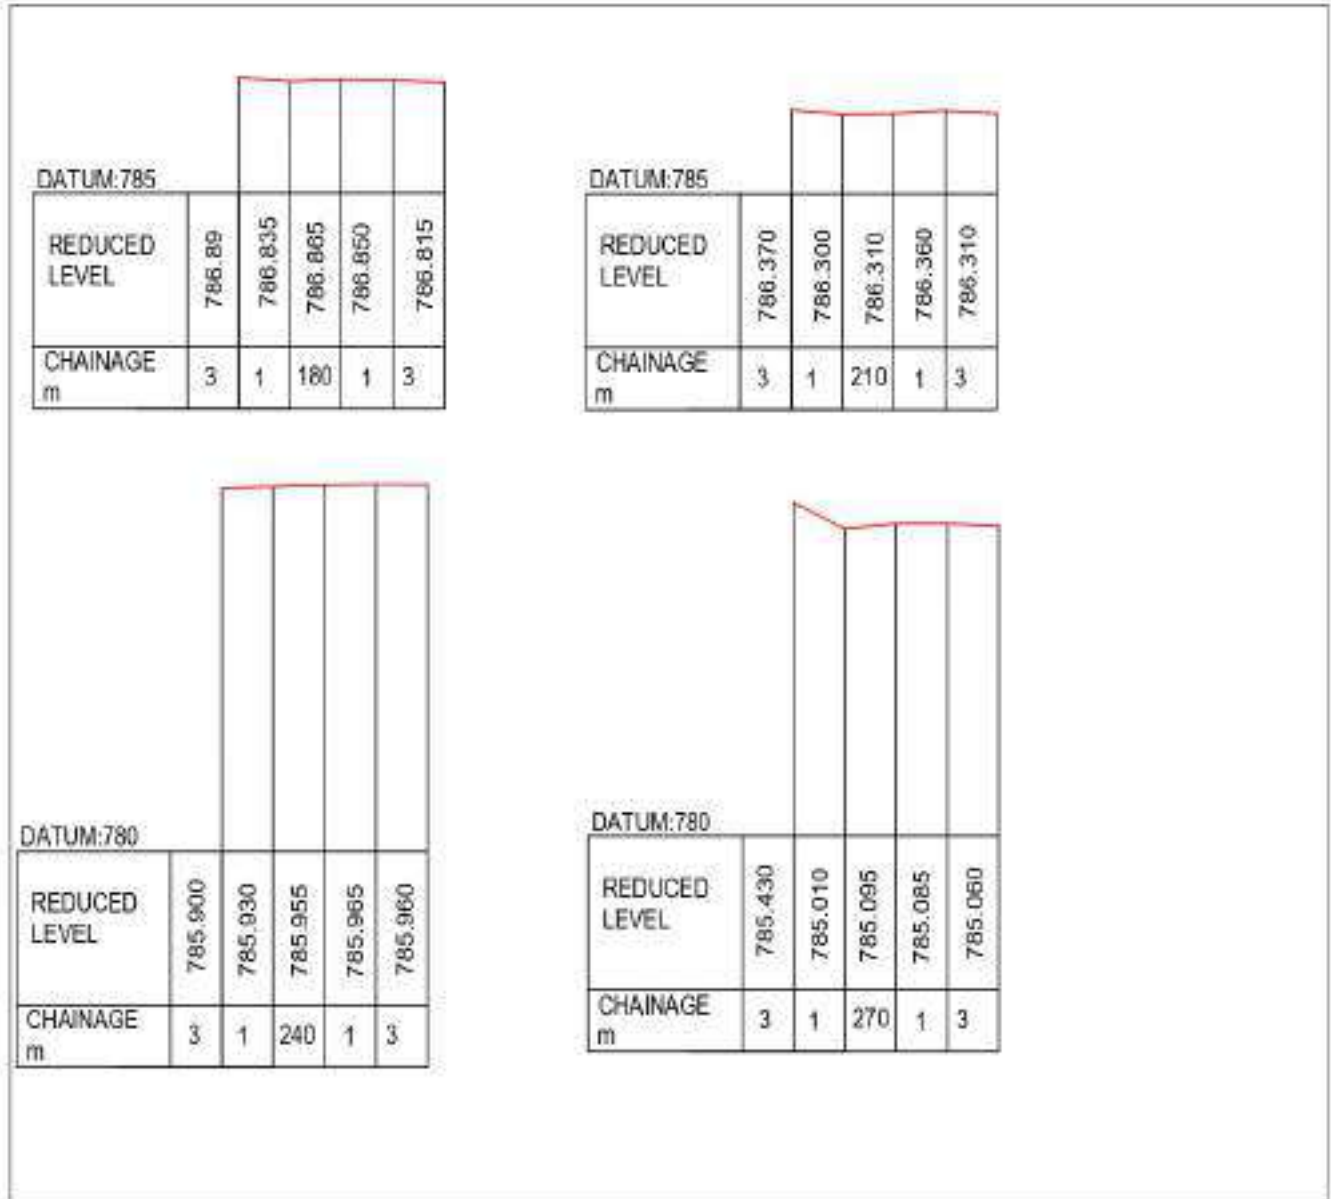 DATUM:785
REDUCED
LEVEL
786.89
786.835
786.865
786.850
786.815
CHAINAGE
m
3 1 180 1 3
DATUM:785
REDUCED
LEVEL
786.370
786.300
786.310
786.360
786.310
CHAINAGE
m
3 1 210 1 3
DATUM:780
REDUCED
LEVEL
785.900
785.930
785.955
785.965
785.960
CHAINAGE
m
3 1 240 1 3
DATUM:780
REDUCED
LEVEL
785.430
785.010
785.095
785.085
785.060
CHAINAGE
m
3 1 270 1 3